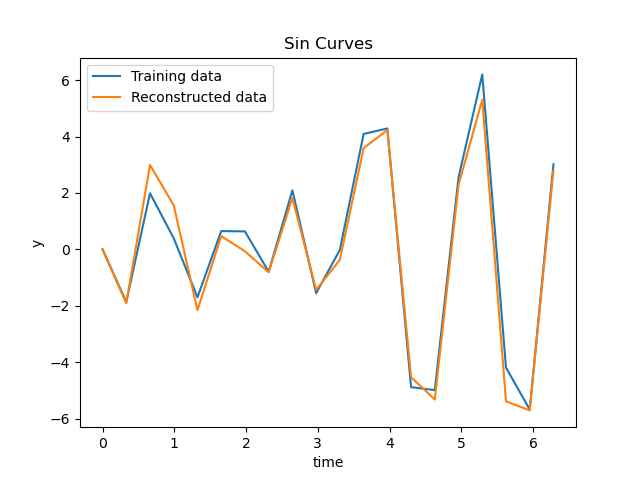 Sin Curves
Training data
Reconstructed data
6
4
2
0
−2
−4
−6
y
0 1 2 3 4 5 6
time